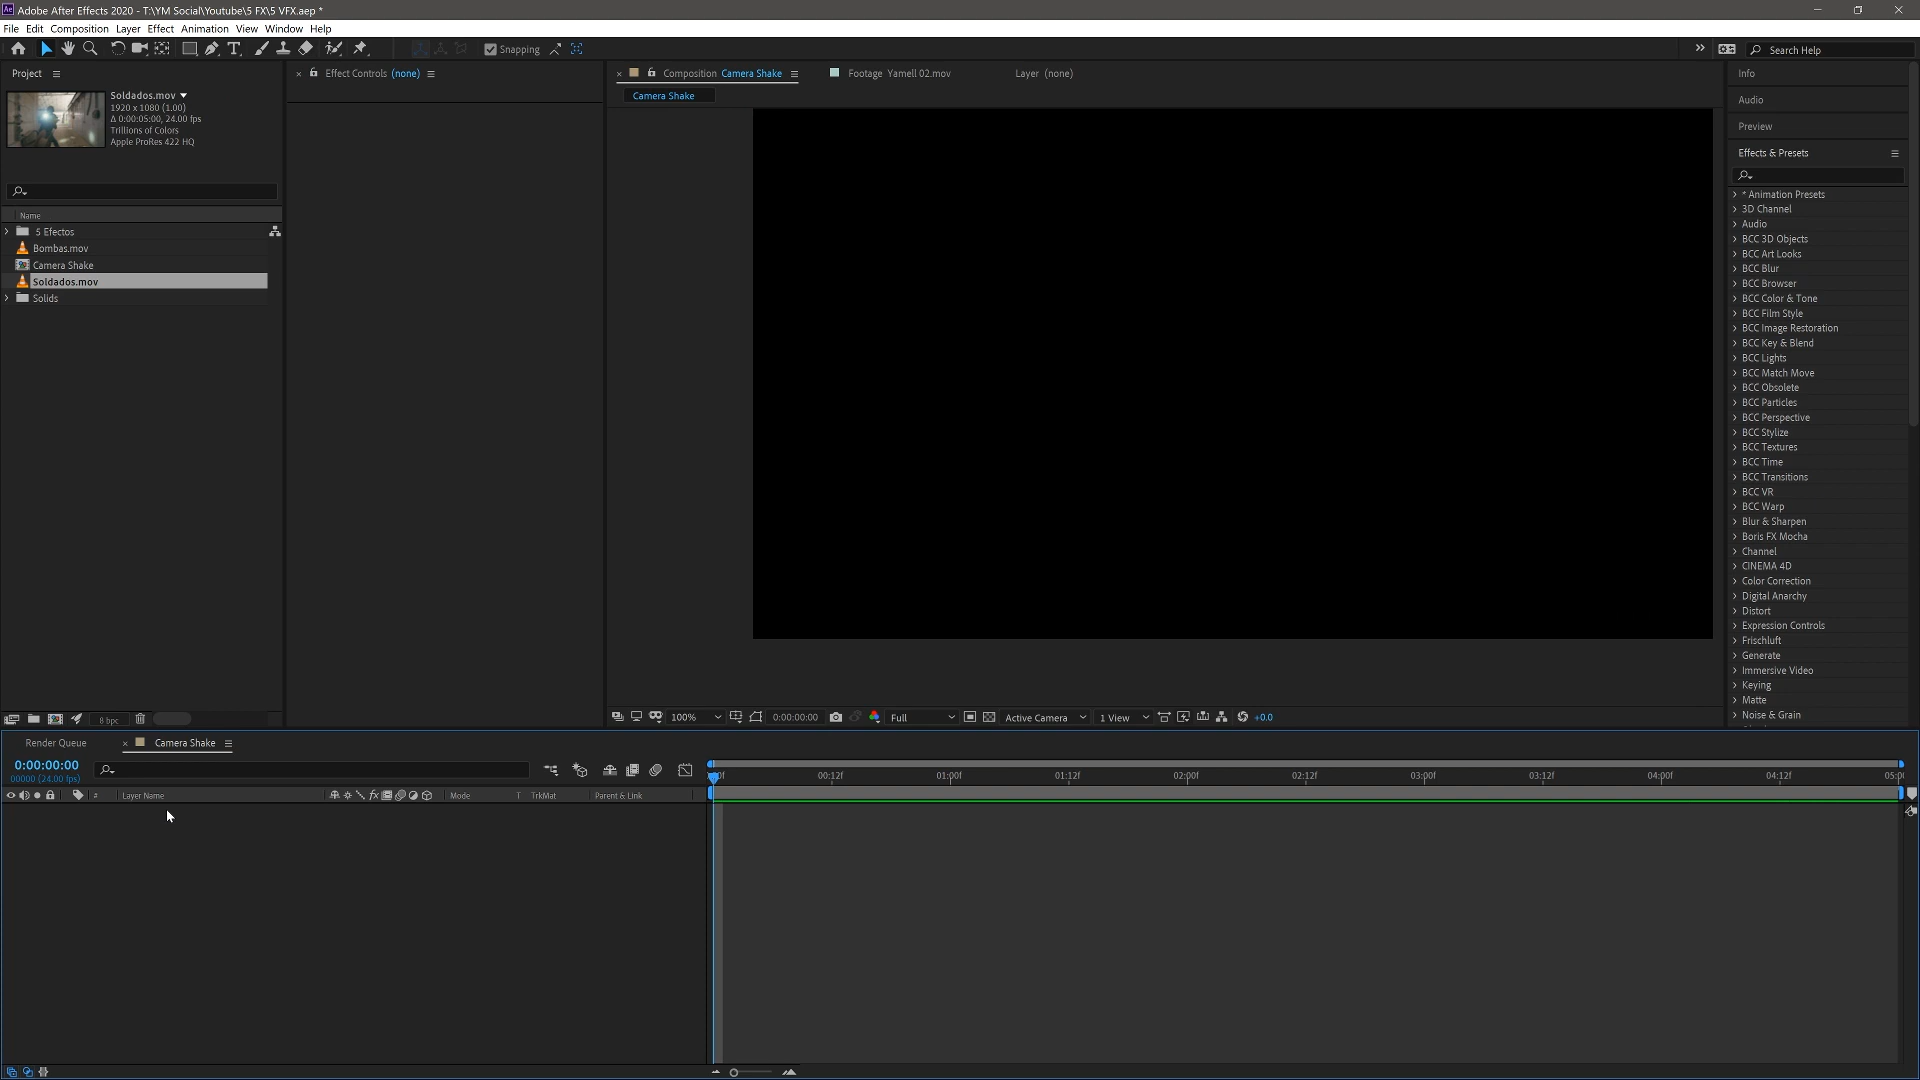 Adobe After Effects 2020 - T:\YM Social\Youtube\5 FX\5 VFX.aep *
File Edit Composition Layer Effect Animation View Window Help
Snapping
Search Help
Project
Effect Controls (none)
Composition Camera Shake
Footage Yamell 02.mov
Layer (none)
Camera Shake
Soldados.mov
1920 x 1080 (1.00)
Δ 0:00:05:00, 24.00 fps
Trillions of Colors
Apple ProRes 422 HQ
Name
5 Efectos
Bombas.mov
Camera Shake
Soldados.mov
Solids
8 bpc
100%
0:00:00:00
Full
Active Camera
1 View
+0.0
Info
Audio
Preview
Effects & Presets
* Animation Presets
3D Channel
Audio
BCC 3D Objects
BCC Art Looks
BCC Blur
BCC Browser
BCC Color & Tone
BCC Film Style
BCC Image Restoration
BCC Key & Blend
BCC Lights
BCC Match Move
BCC Obsolete
BCC Particles
BCC Perspective
BCC Stylize
BCC Textures
BCC Time
BCC Transitions
BCC VR
BCC Warp
Blur & Sharpen
Boris FX Mocha
Channel
CINEMA 4D
Color Correction
Digital Anarchy
Distort
Expression Controls
Frischluft
Generate
Immersive Video
Keying
Matte
Noise & Grain
Render Queue
Camera Shake
0:00:00:00
00000 (24.00 fps)
# Layer Name
Mode T TrkMat Parent & Link
00:12f 01:00f 01:12f 02:00f 02:12f 03:00f 03:12f 04:00f 04:12f